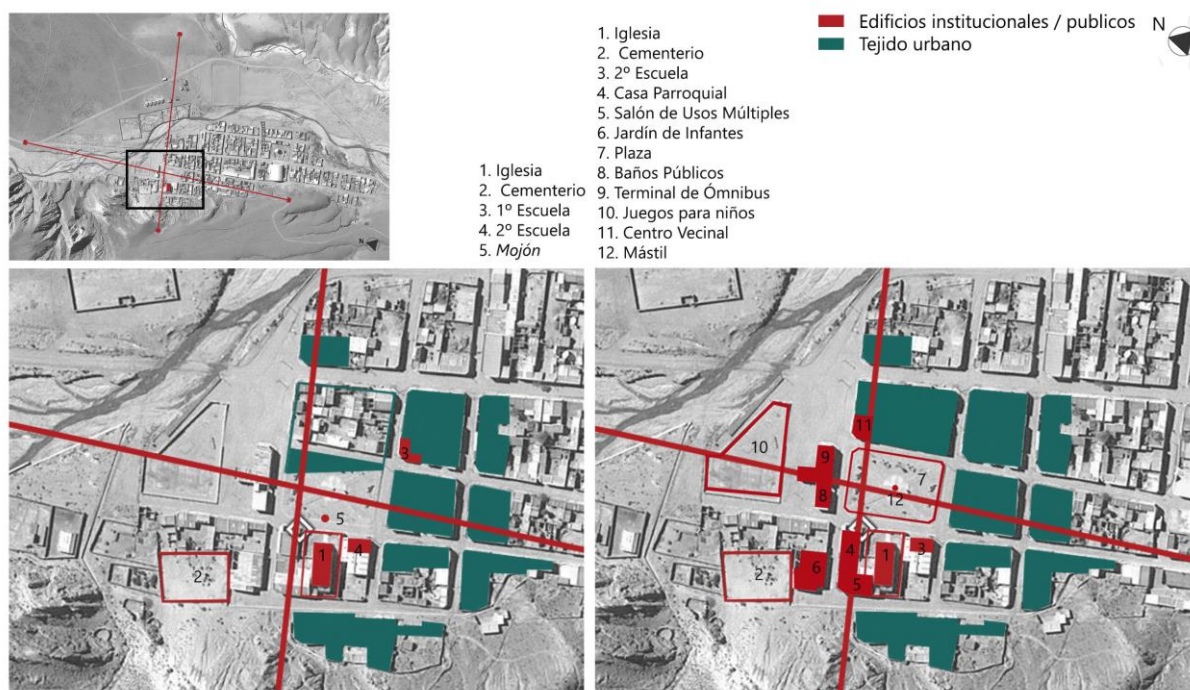 Edificios institucionales / publicos
Tejido urbano
N
1. Iglesia
2. Cementerio
3. 2º Escuela
4. Casa Parroquial
5. Salón de Usos Múltiples
6. Jardín de Infantes
7. Plaza
8. Baños Públicos
9. Terminal de Ómnibus
10. Juegos para niños
11. Centro Vecinal
12. Mástil
1. Iglesia
2. Cementerio
3. 1º Escuela
4. 2º Escuela
5. Mojón
N
3
5
4
1
2
11
10
9
7
8
12
4
1
3
6
5
2